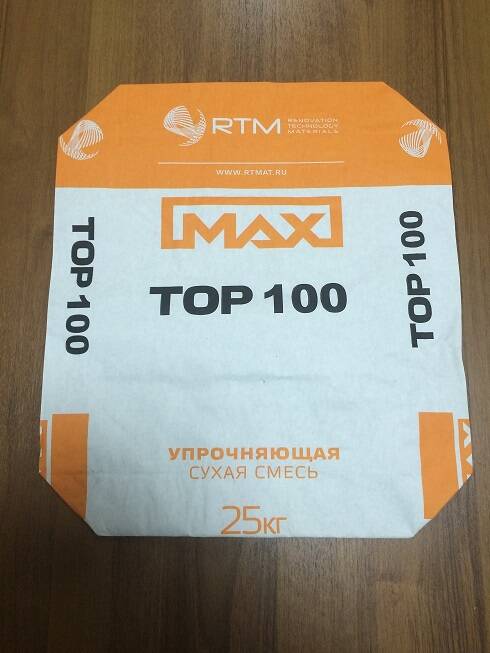 RTM
RENOVATION
TECHNOLOGY
MATERIALS
WWW.RTMAT.RU
MAX
TOP 100
TOP 100
TOP 100
УПРОЧНЯЮЩАЯ
СУХАЯ СМЕСЬ
25КГ